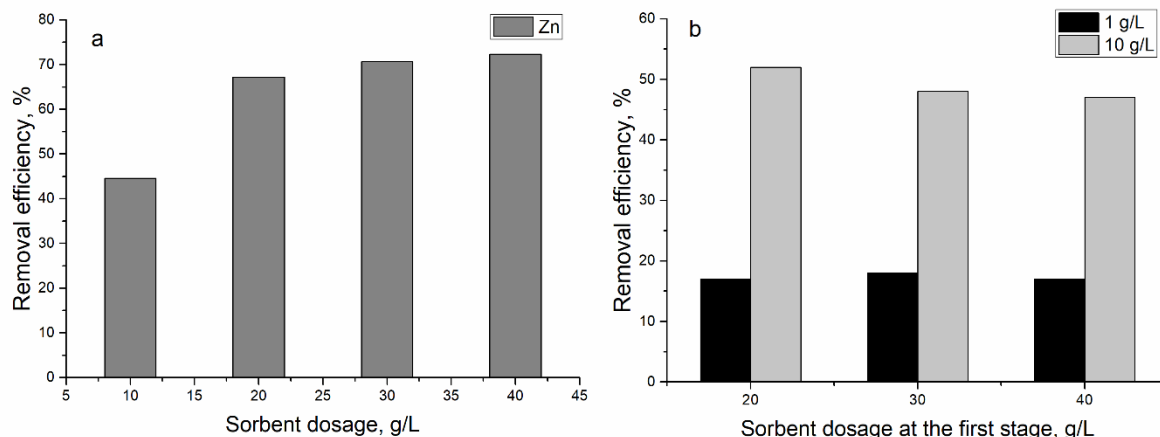 a
Zn
80
70
60
50
40
30
20
10
0
Removal efficiency, %
5 10 15 20 25 30 35 40 45
Sorbent dosage, g/L
b
1 g/L
10 g/L
60
50
40
30
20
10
0
Removal efficiency, %
20 30 40
Sorbent dosage at the first stage, g/L